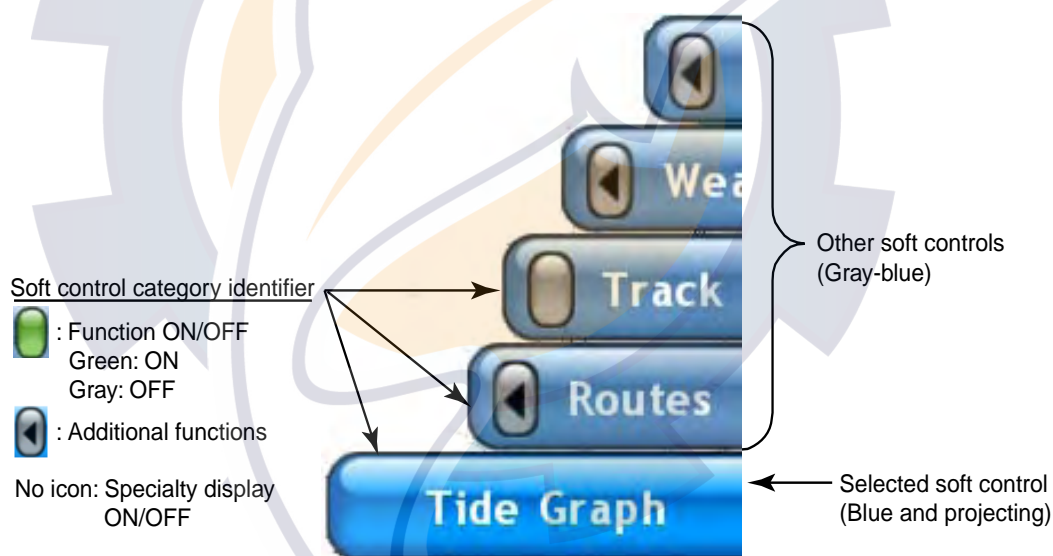 Wea
Track
Routes
Tide Graph
Other soft controls
(Gray-blue)
Selected soft control
(Blue and projecting)
Soft control category identifier
: Function ON/OFF
Green: ON
Gray: OFF
: Additional functions
No icon: Specialty display
ON/OFF